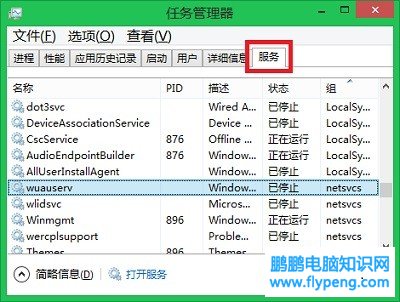 任务管理器
文件(F) 选项(O) 查看(V)
进程 性能 应用历史记录 启动 用户 详细信息 服务
名称 PID 描述 状态 组
dot3svc Wired A... 已停止 LocalSy...
DeviceAssociationService Device ... 已停止 LocalSy...
CscService 876 Offline ... 正在运行 LocalSy...
AudioEndpointBuilder 876 Window... 正在运行 LocalSy...
AllUserInstallAgent Window... 已停止 LocalSy...
wuauserv Window... 已停止 netsvcs
wlidsvc Micros... 已停止 netsvcs
Winmgmt 896 Window... 正在运行 netsvcs
wercplsupport This se... 已停止 netsvcs
Themes 896 Provide... 正在运行 netsvcs
简略信息(D) 打开服务
鹏鹏电脑知识网
www.flypeng.com